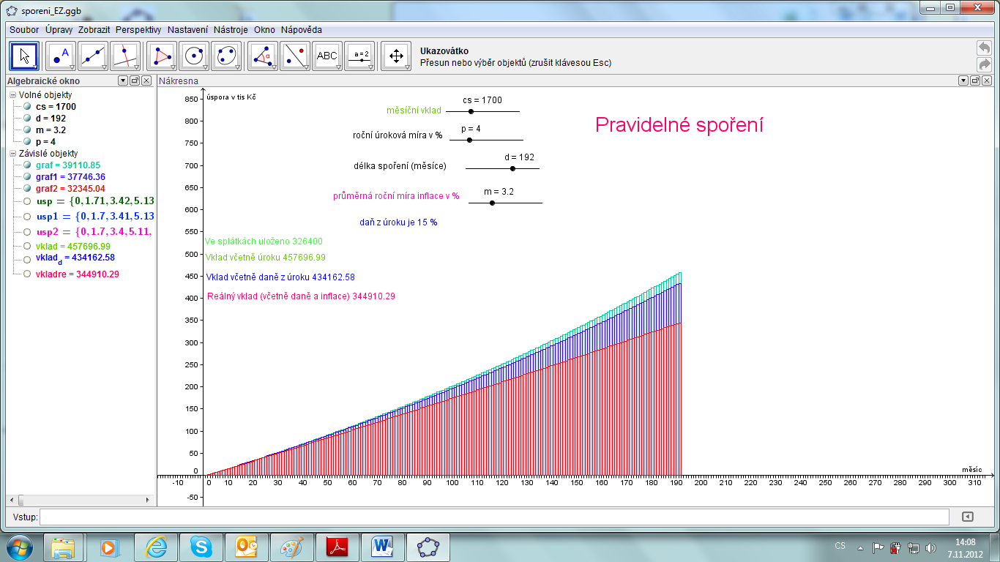 sporeni_EZ.ggb
Soubor Úpravy Zobrazit Perspektivy Nastavení Nástroje Okno Nápověda
A
α
ABC
a = 2
Ukazovátko
Přesun nebo výběr objektů (zrušit klávesou Esc)
Algebraické okno
Volné objekty
cs = 1700
d = 192
m = 3.2
p = 4
Závislé objekty
graf = 39110.85
graf1 = 37746.36
graf2 = 32345.04
usp = {0, 1.71, 3.42, 5.13
usp1 = {0, 1.7, 3.41, 5.13
usp2 = {0, 1.7, 3.4, 5.11,
vklad = 457696.99
vklad_d = 434162.58
vkladre = 344910.29
Nákresna
úspora v tis Kč
měsíční vklad
cs = 1700
roční úroková míra v %
p = 4
délka spoření (měsíce)
d = 192
průměrná roční míra inflace v %
m = 3.2
daň z úroku je 15 %
Pravidelné spoření
Ve splátkách uloženo 326400
Vklad včetně úroku 457696.99
Vklad včetně daně z úroku 434162.58
Reálný vklad (včetně daně a inflace) 344910.29
850
800
750
700
650
600
550
500
450
400
350
300
250
200
150
100
50
0
-50
měsíc
-10 0 10 20 30 40 50 60 70 80 90 100 110 120 130 140 150 160 170 180 190 200 210 220 230 240 250 260 270 280 290 300 310
Vstup:
CS
14:08
7.11.2012